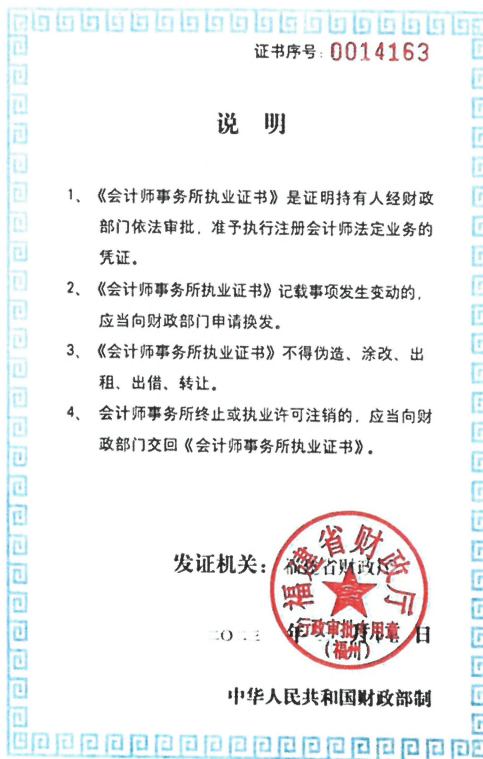 证书序号：0014163
说 明
1、《会计师事务所执业证书》是证明持有人经财政
部门依法审批，准予执行注册会计师法定业务的
凭证。
2、《会计师事务所执业证书》记载事项发生变动的，
应当向财政部门申请换发。
3、《会计师事务所执业证书》不得伪造、涂改、出
租、出借、转让。
4、 会计师事务所终止或执业许可注销的，应当向财
政部门交回《会计师事务所执业证书》。
发证机关：福建省财政厅
福建省财政厅
行政审批专用章
（福州）
年 月 日
中华人民共和国财政部制